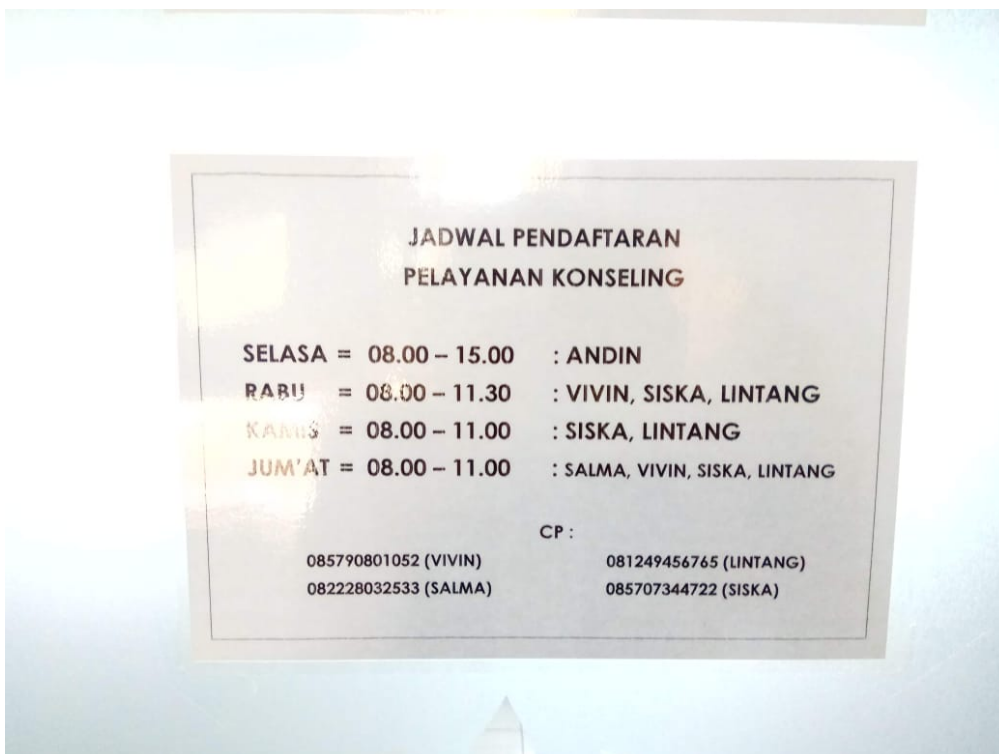 JADWAL PENDAFTARAN
PELAYANAN KONSELING
SELASA = 08.00 – 15.00 : ANDIN
RABU = 08.00 – 11.30 : VIVIN, SISKA, LINTANG
KAMIS = 08.00 – 11.00 : SISKA, LINTANG
JUM'AT = 08.00 – 11.00 : SALMA, VIVIN, SISKA, LINTANG
CP :
085790801052 (VIVIN) 081249456765 (LINTANG)
082228032533 (SALMA) 085707344722 (SISKA)